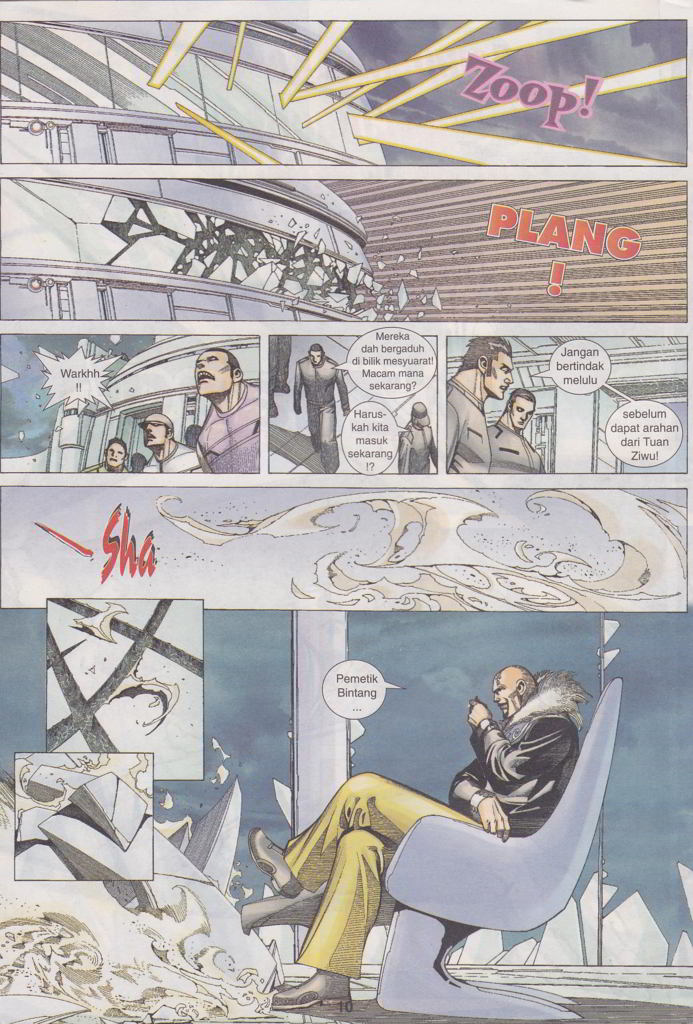 Zoop!
PLANG
!
Warkhh
!!
Mereka
dah bergaduh
di bilik mesyuarat!
Macam mana
sekarang?
Harus-
kah kita
masuk
sekarang
!?
Jangan
bertindak
melulu
sebelum
dapat arahan
dari Tuan
Ziwu!
Sha
Pemetik
Bintang
...
10